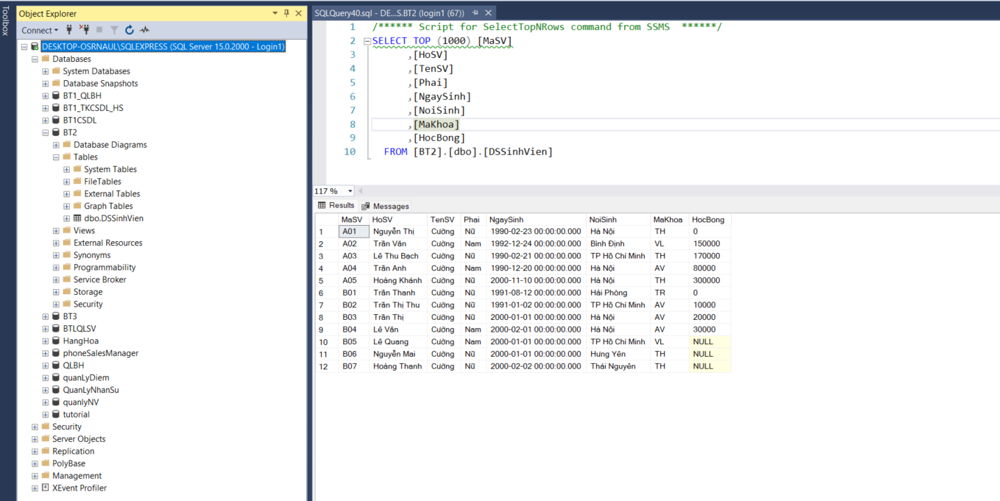 Toolbox
Object Explorer
Connect
DESKTOP-OSRNAUL\SQLEXPRESS (SQL Server 15.0.2000 - Login1)
Databases
System Databases
Database Snapshots
BT1_QLBH
BT1_TKCSDL_HS
BT1CSDL
BT2
Database Diagrams
Tables
System Tables
FileTables
External Tables
Graph Tables
dbo.DSSinhVien
Views
External Resources
Synonyms
Programmability
Service Broker
Storage
Security
BT3
BTLQLSV
HangHoa
phoneSalesManager
QLBH
quanLyDiem
QuanLyNhanSu
quanlyNV
tutorial
Security
Server Objects
Replication
PolyBase
Management
XEvent Profiler
SQLQuery40.sql - DE...S.BT2 (login1 (67))
1 /****** Script for SelectTopNRows command from SSMS ******/
2 SELECT TOP (1000) [MaSV]
3 ,[HoSV]
4 ,[TenSV]
5 ,[Phai]
6 ,[NgaySinh]
7 ,[NoiSinh]
8 ,[MaKhoa]
9 ,[HocBong]
10 FROM [BT2].[dbo].[DSSinhVien]
117 %
Results Messages
MaSV HoSV TenSV Phai NgaySinh NoiSinh MaKhoa HocBong
1 A01 Nguyễn Thị Cường Nữ 1990-02-23 00:00:00.000 Hà Nội TH 0
2 A02 Trần Văn Cường Nam 1992-12-24 00:00:00.000 Bình Định VL 150000
3 A03 Lê Thu Bạch Cường Nữ 1990-02-21 00:00:00.000 TP Hồ Chí Minh TH 170000
4 A04 Trần Anh Cường Nam 1990-12-20 00:00:00.000 Hà Nội AV 80000
5 A05 Hoàng Khánh Cường Nữ 2000-11-10 00:00:00.000 Hà Nội TH 300000
6 B01 Trần Thanh Cường Nữ 1991-08-12 00:00:00.000 Hải Phòng TR 0
7 B02 Trần Thị Thu Cường Nữ 1991-01-02 00:00:00.000 TP Hồ Chí Minh AV 10000
8 B03 Trần Thị Cường Nữ 2000-01-01 00:00:00.000 Hà Nội AV 20000
9 B04 Lê Văn Cường Nam 2000-02-01 00:00:00.000 Hà Nội AV 30000
10 B05 Lê Quang Cường Nam 2000-01-01 00:00:00.000 TP Hồ Chí Minh VL NULL
11 B06 Nguyễn Mai Cường Nữ 2000-01-01 00:00:00.000 Hưng Yên TH NULL
12 B07 Hoàng Thanh Cường Nữ 2000-02-02 00:00:00.000 Thái Nguyên TH NULL